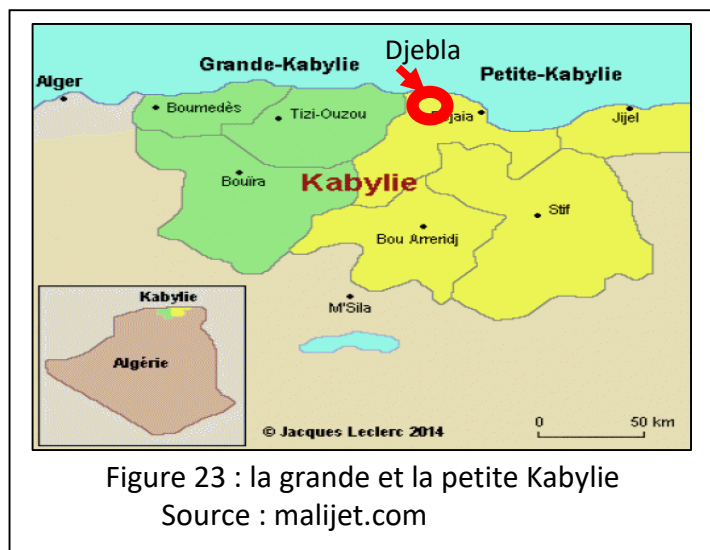 Djebla
Grande-Kabylie
Petite-Kabylie
Alger
Boumedès
Tizi-Ouzou
Jijel
Kabylie
Bouïra
Stif
Bou Arreridj
M'Sila
Kabylie
Algérie
© Jacques Leclerc 2014
0 50 km
Figure 23 : la grande et la petite Kabylie
Source : malijet.com